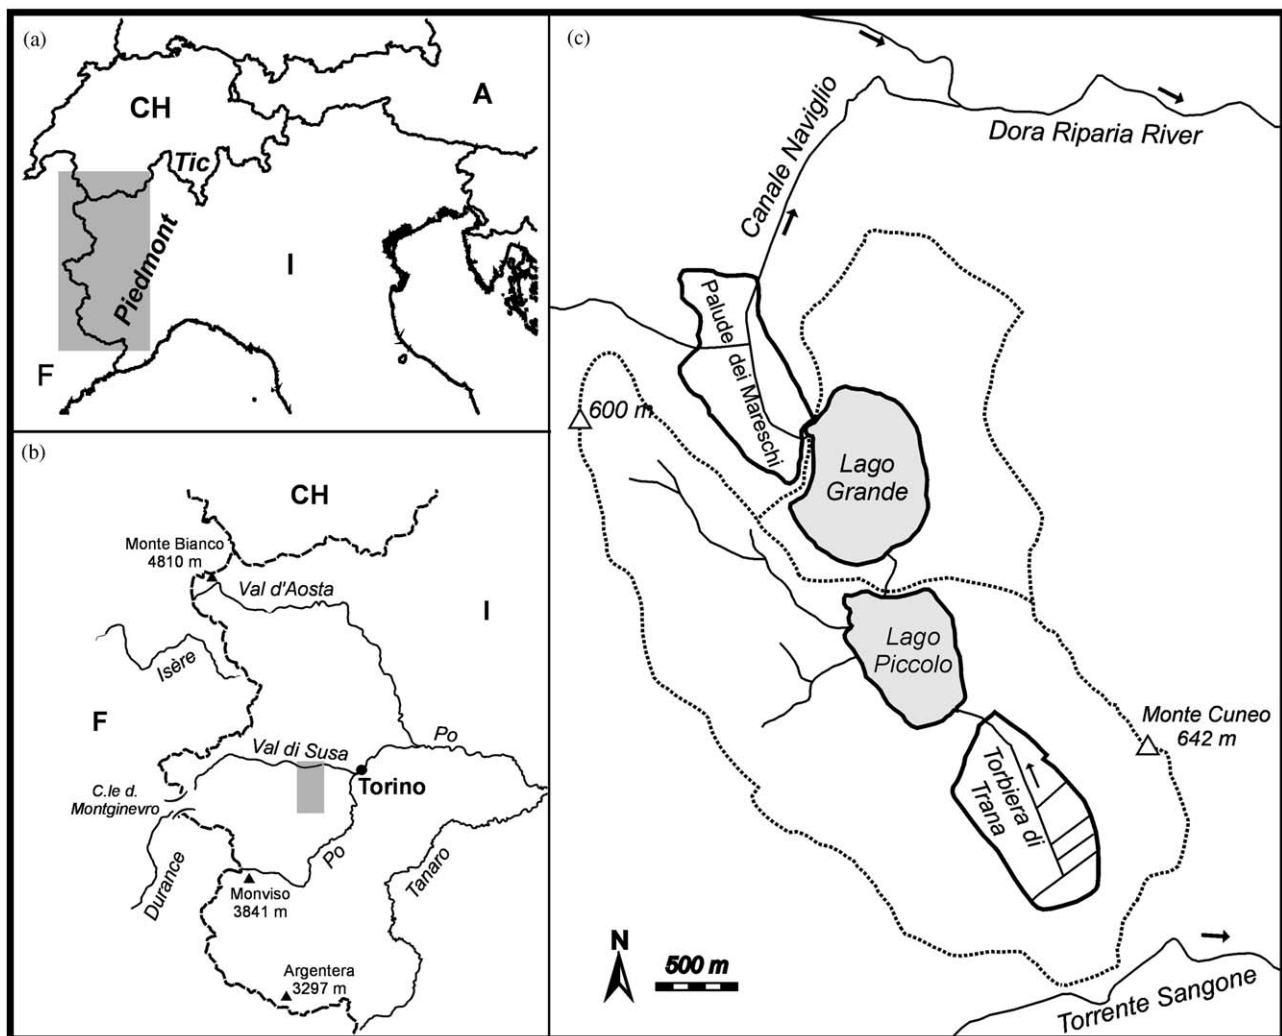 (a)
CH
A
Tic
Piedmont
I
F
(b)
CH
Monte Bianco
4810 m
Val d'Aosta
I
Isère
F
Val di Susa
Po
Torino
C.le d.
Montginevro
Durance
Po
Tanaro
Monviso
3841 m
Argentera
3297 m
(c)
Canale Naviglio
Dora Riparia River
Palude
dei Mareschi
600 m
Lago
Grande
Lago
Piccolo
Monte Cuneo
642 m
Torbiera di
Trana
N
500 m
Torrente Sangone